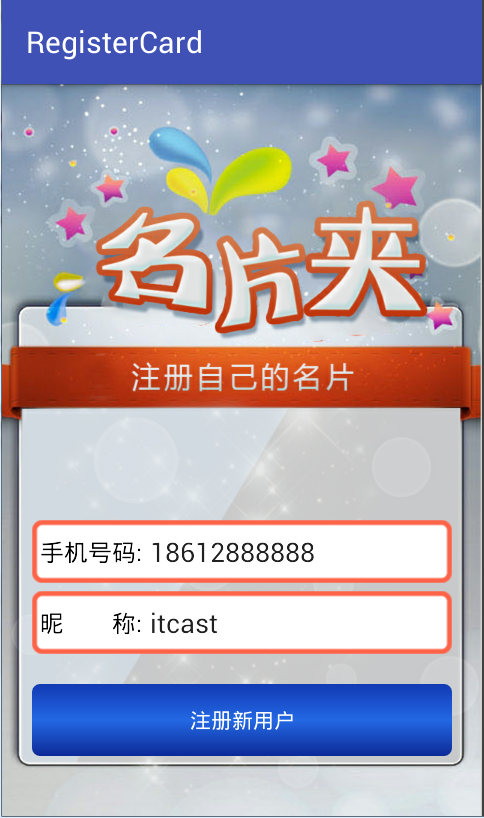 RegisterCard
名片夹
注册自己的名片
手机号码: 18612888888
昵　　称: itcast
注册新用户